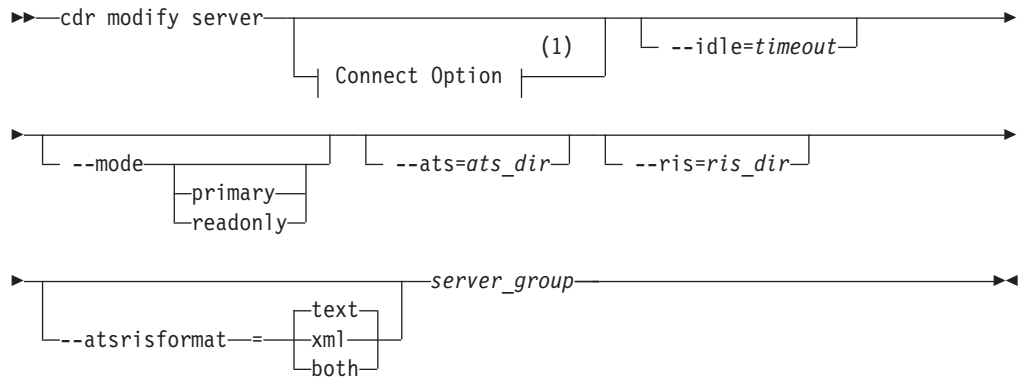 cdr modify server
(1)
Connect Option
--idle=timeout
--mode
primary
readonly
--ats=ats_dir
--ris=ris_dir
--atsrisformat = text
xml
both
server_group